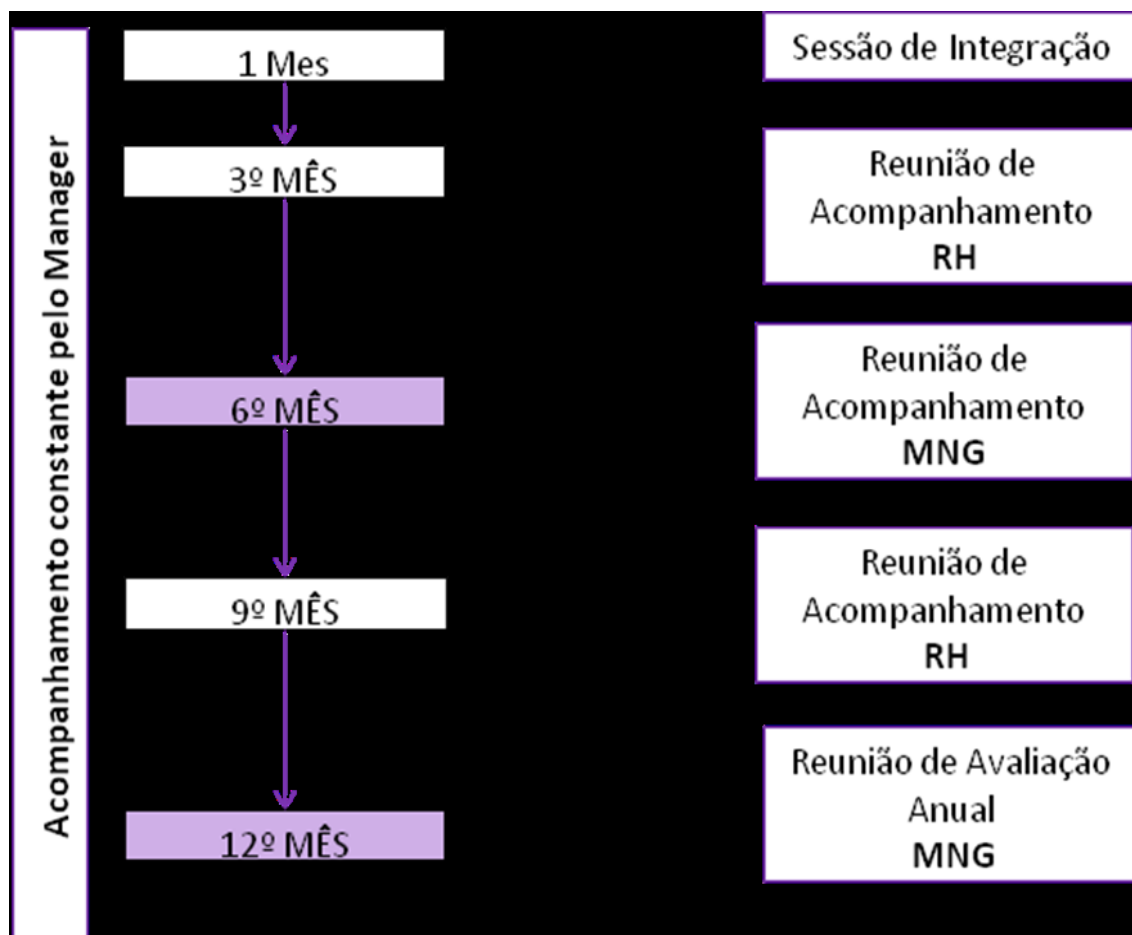 Acompanhamento constante pelo Manager
1 Mes
Sessão de Integração
3º MÊS
Reunião de
Acompanhamento
RH
6º MÊS
Reunião de
Acompanhamento
MNG
9º MÊS
Reunião de
Acompanhamento
RH
12º MÊS
Reunião de Avaliação
Anual
MNG